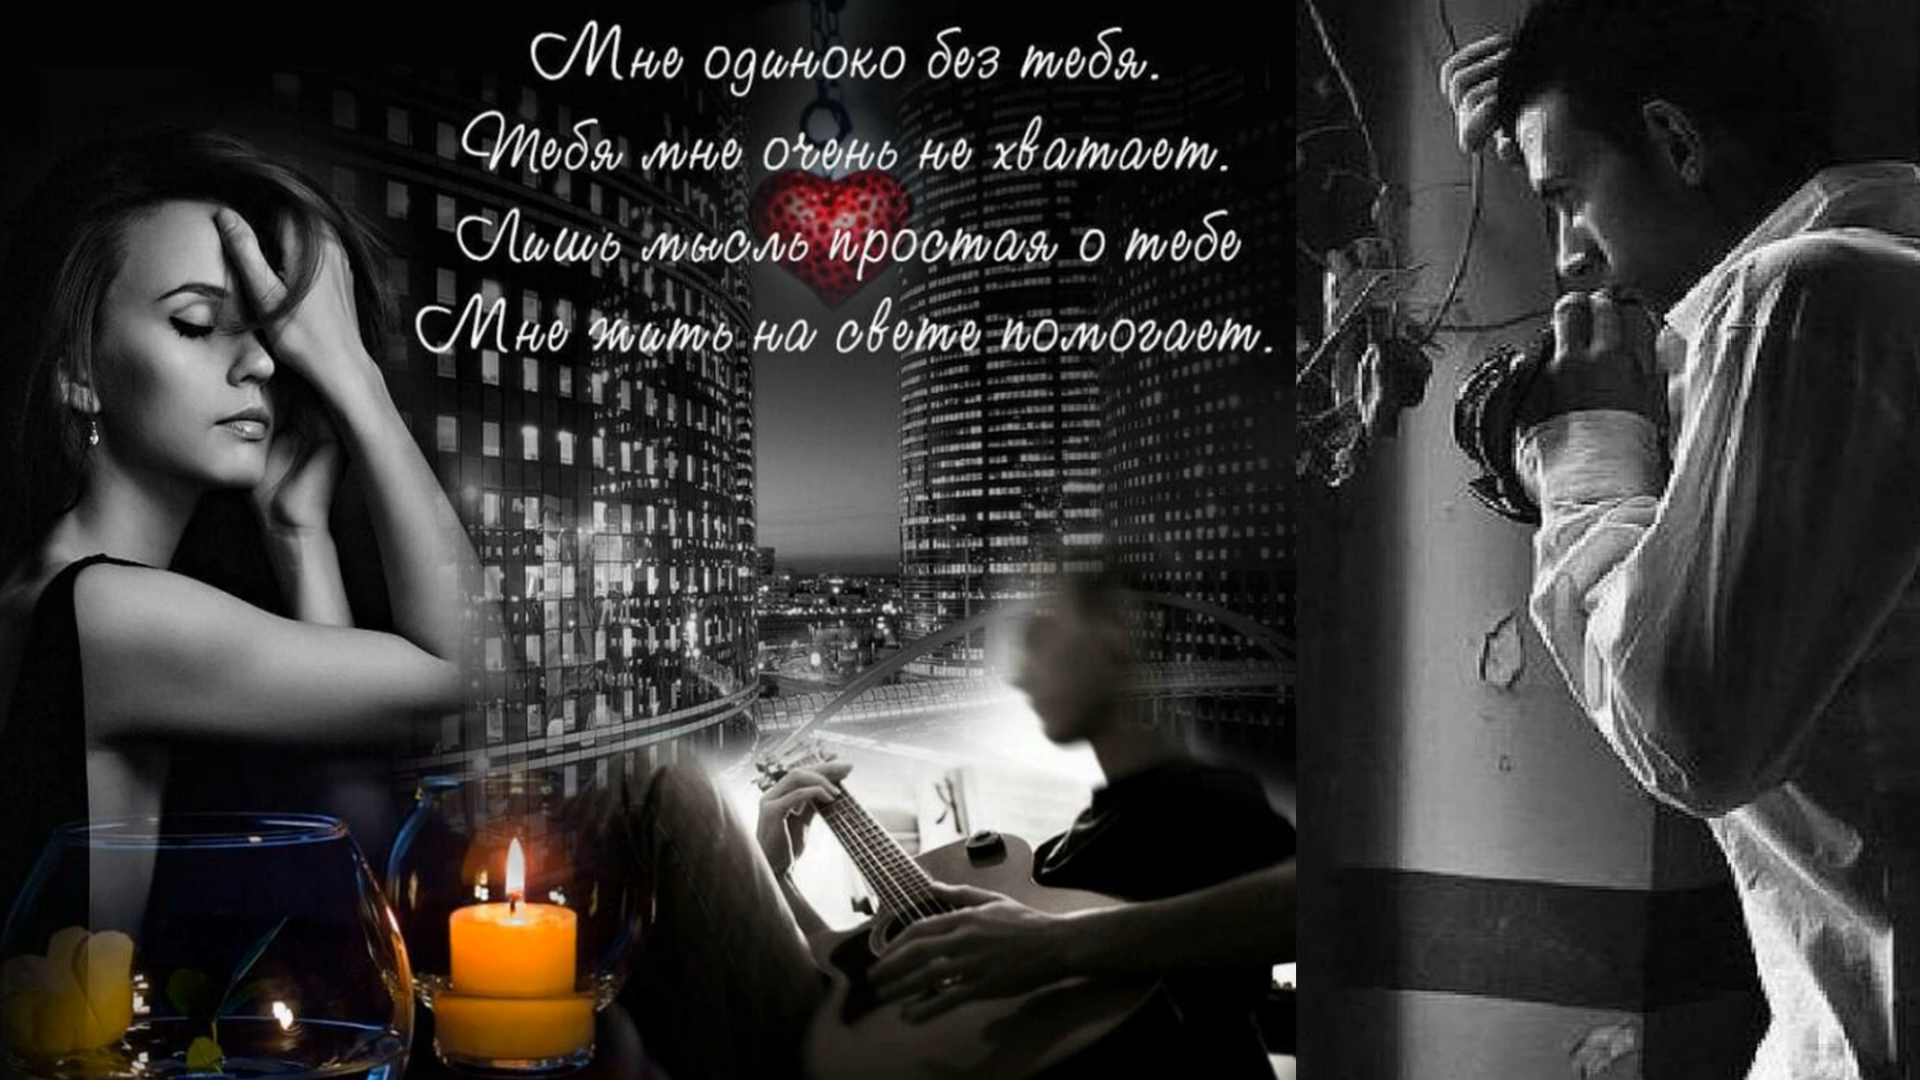 Мне одиноко без тебя.
Тебя мне очень не хватает.
Лишь мысль простая о тебе
Мне жить на свете помогает.